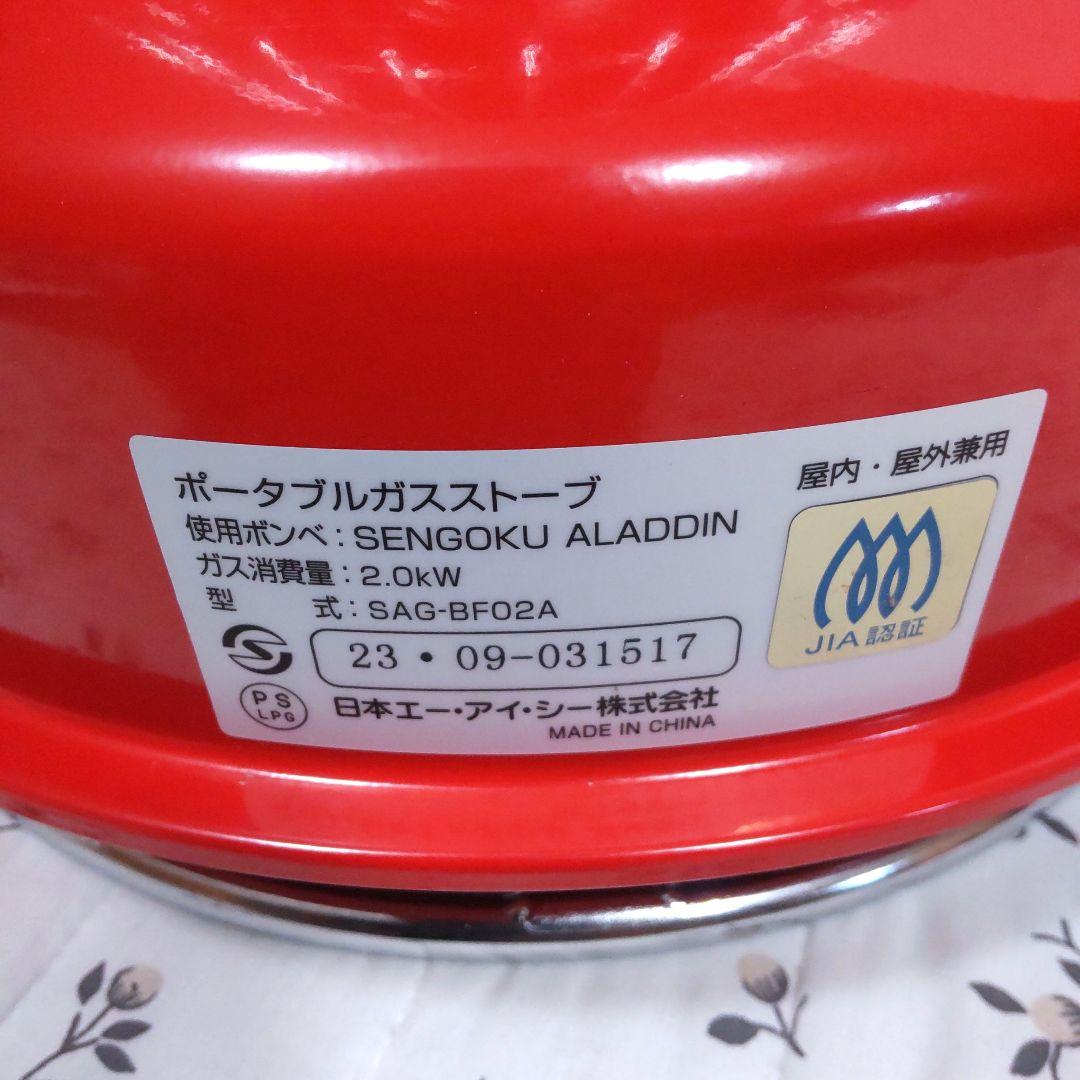 ポータブルガスストーブ
屋内・屋外兼用
使用ボンベ：SENGOKU ALADDIN
ガス消費量：2.0kW
型　　式：SAG-BF02A
23・09-031517
JIA 認証
PS
LPG
日本エー・アイ・シー株式会社
MADE IN CHINA